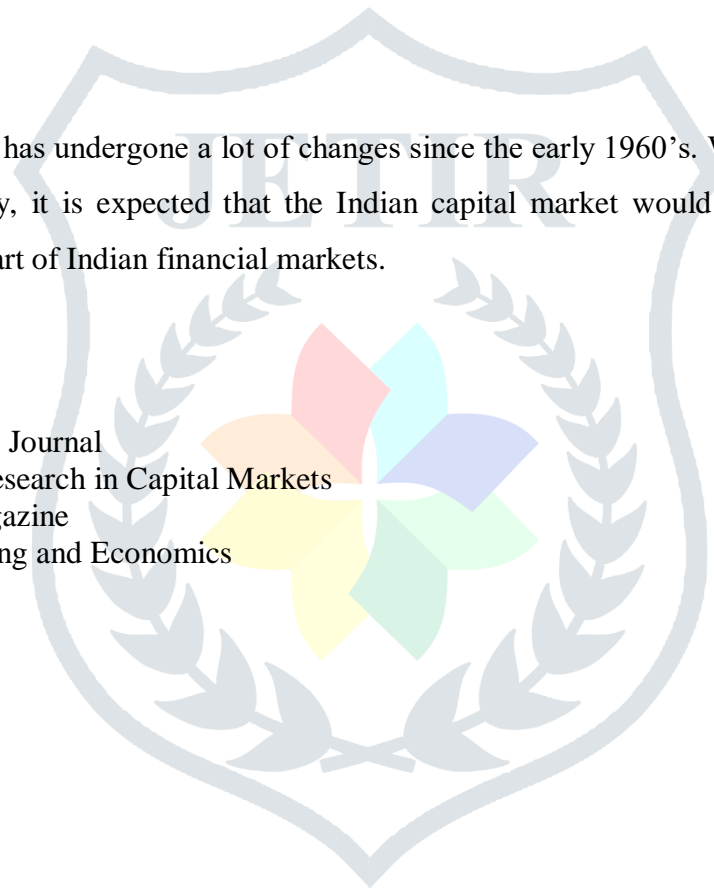 JETIR
has undergone a lot of changes since the early 1960’s.
y, it is expected that the Indian capital market would
art of Indian financial markets.
Journal
esearch in Capital Markets
gazine
ng and Economics